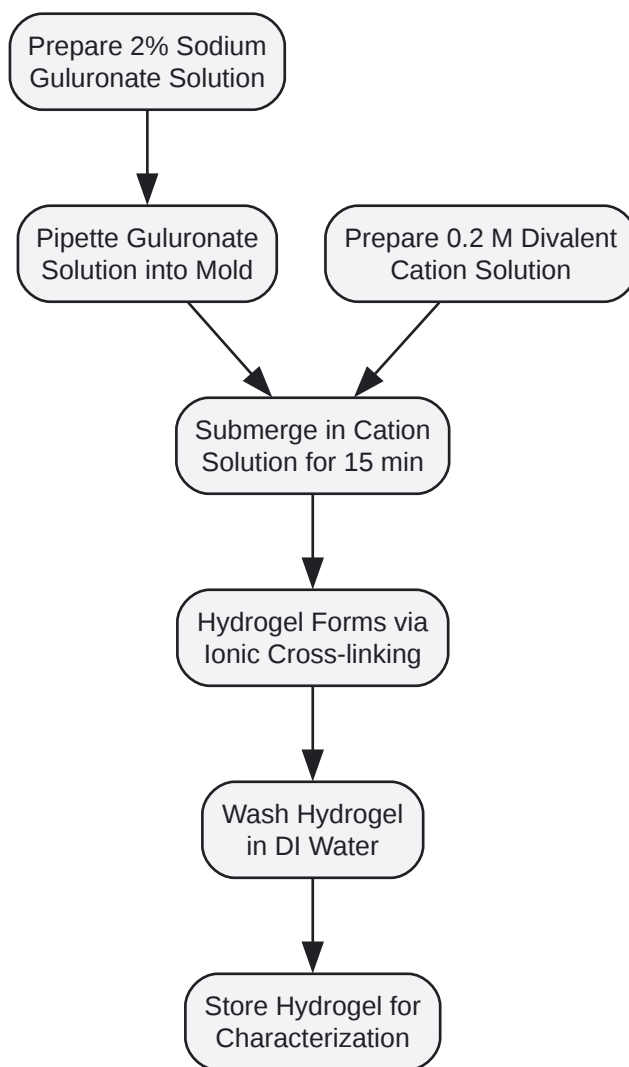 Prepare 2% Sodium
Guluronate Solution
Pipette Guluronate
Solution into Mold
Prepare 0.2 M Divalent
Cation Solution
Submerge in Cation
Solution for 15 min
Hydrogel Forms via
Ionic Cross-linking
Wash Hydrogel
in DI Water
Store Hydrogel for
Characterization